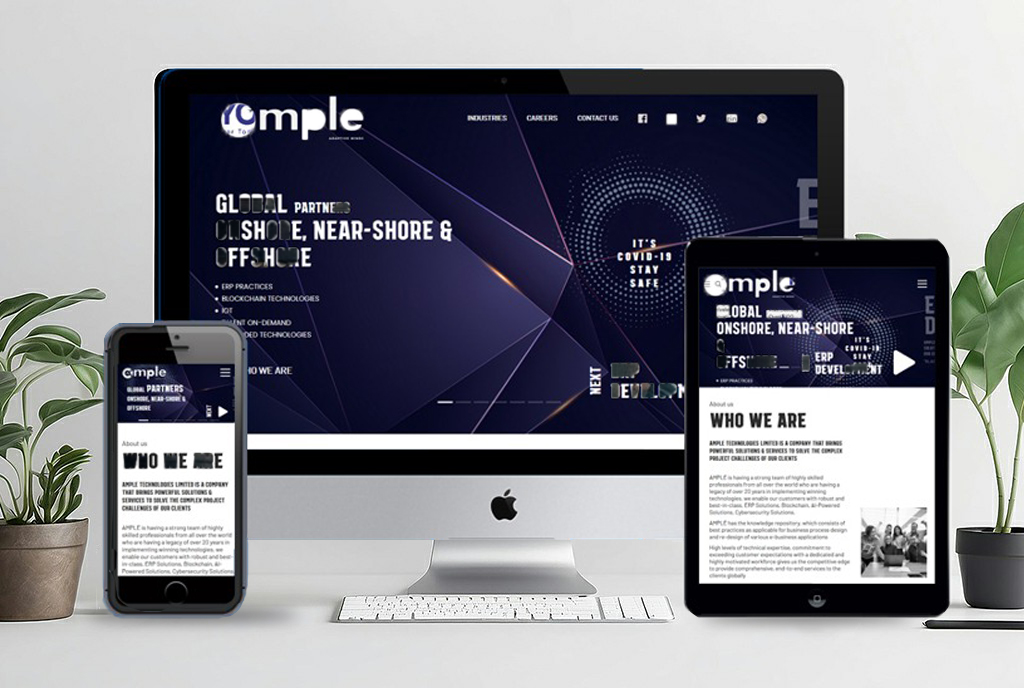 mple
INDUSTRIES CAREERS CONTACT US
GLOBAL PARTNERS
ONSHORE, NEAR-SHORE &
OFFSHORE
ERP PRACTICES
BLOCKCHAIN TECHNOLOGIES
IOT
ON-DEMAND
TECHNOLOGIES
WE ARE
IT'S
COVID-19
STAY
SAFE
E
NEXT
ERP
mple
GLOBAL
ONSHORE, NEAR-SHORE
OFFSHORE
ERP PRACTICES
IT'S
COVID-19
STAY
ERP
DEVELOPMENT
E
D
About us
WHO WE ARE
AMPLE TECHNOLOGIES LIMITED IS A COMPANY THAT BRINGS
POWERFUL SOLUTIONS & SERVICES TO SOLVE THE COMPLEX
PROJECT CHALLENGES OF OUR CLIENTS
AMPLE is having a strong team of highly skilled
professionals from all over the world who are having a
legacy of over 20 years in implementing winning
technologies, we enable our customers with robust and
best-in-class. ERP Solutions, Blockchain, AI-Powered
Solutions, Cybersecurity Solutions.
AMPLE has the knowledge repository, which consists of
best practices as applicable for business process design
and re-design of various e-business applications
High levels of technical expertise, commitment to
exceeding customer expectations with a dedicated and
highly motivated workforce gives us the competitive edge
to provide comprehensive, end-to-end services to the
clients globally
mple
GLOBAL PARTNERS
ONSHORE, NEAR-SHORE &
OFFSHORE
NEXT
About us
WHO WE ARE
AMPLE TECHNOLOGIES LIMITED IS A COMPANY
THAT BRINGS POWERFUL SOLUTIONS &
SERVICES TO SOLVE THE COMPLEX PROJECT
CHALLENGES OF OUR CLIENTS
AMPLE is having a strong team of highly
skilled professionals from all over the world
who are having a legacy of over 20 years in
implementing winning technologies, we
enable our customers with robust and best-
in-class. ERP Solutions, Blockchain, AI-
Powered Solutions, Cybersecurity Solutions